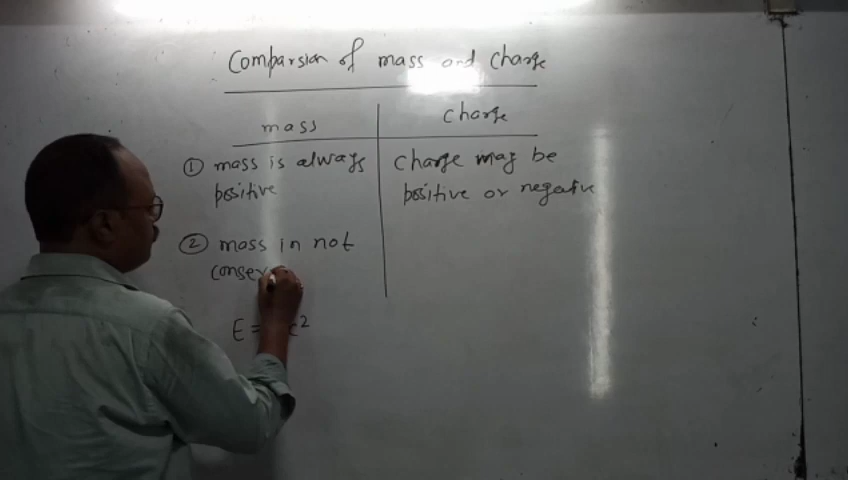 Comparsion of mass and charge
mass
charge
① mass is always
positive
charge may be
positive or negative
② mass in not
conser
E = c²